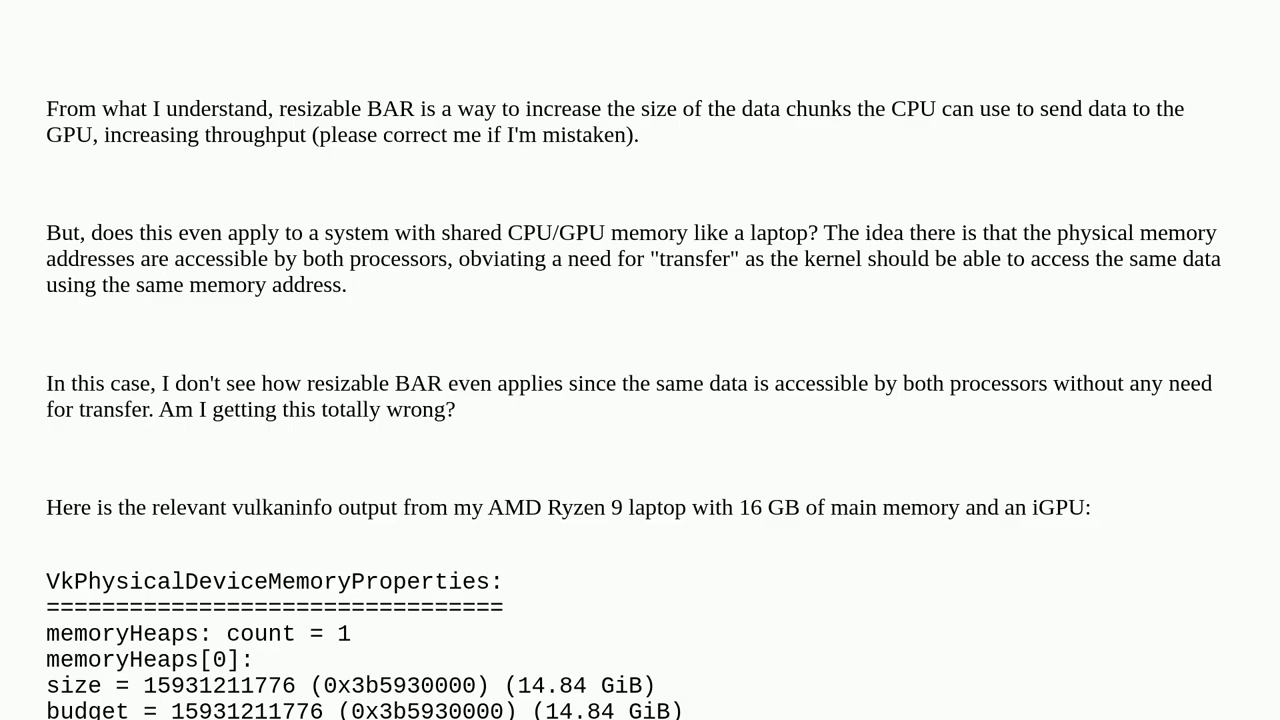 From what I understand, resizable BAR is a way to increase the size of the data chunks the CPU can use to send data to the
GPU, increasing throughput (please correct me if I'm mistaken).
But, does this even apply to a system with shared CPU/GPU memory like a laptop? The idea there is that the physical memory
addresses are accessible by both processors, obviating a need for "transfer" as the kernel should be able to access the same data
using the same memory address.
In this case, I don't see how resizable BAR even applies since the same data is accessible by both processors without any need
for transfer. Am I getting this totally wrong?
Here is the relevant vulkaninfo output from my AMD Ryzen 9 laptop with 16 GB of main memory and an iGPU:
VkPhysicalDeviceMemoryProperties:
=================================
memoryHeaps: count = 1
memoryHeaps[0]:
size = 15931211776 (0x3b5930000) (14.84 GiB)
budget = 15931211776 (0x3b5930000) (14.84 GiB)